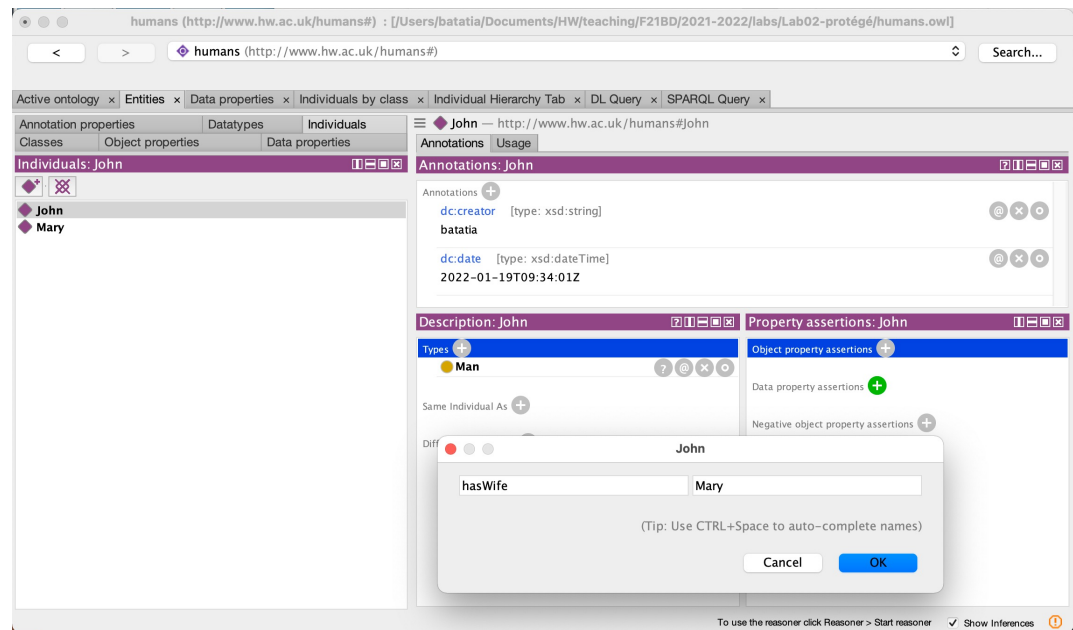 humans (http://www.hw.ac.uk/humans#) : [/Users/batatia/Documents/HW/teaching/F21BD/2021-2022/labs/Lab02-protégé/humans.owl]
< > humans (http://www.hw.ac.uk/humans#) Search...
Active ontology × Entities × Data properties × Individuals by class × Individual Hierarchy Tab × DL Query × SPARQL Query ×
Annotation properties Datatypes Individuals
Classes Object properties Data properties
Individuals: John
John
Mary
John — http://www.hw.ac.uk/humans#John
Annotations Usage
Annotations: John
Annotations
dc:creator [type: xsd:string]
batatia
dc:date [type: xsd:dateTime]
2022-01-19T09:34:01Z
Description: John
Types
Man
Same Individual As
Property assertions: John
Object property assertions
Data property assertions
Negative object property assertions
John
hasWife Mary
(Tip: Use CTRL+Space to auto-complete names)
Cancel OK
To use the reasoner click Reasoner > Start reasoner Show Inferences